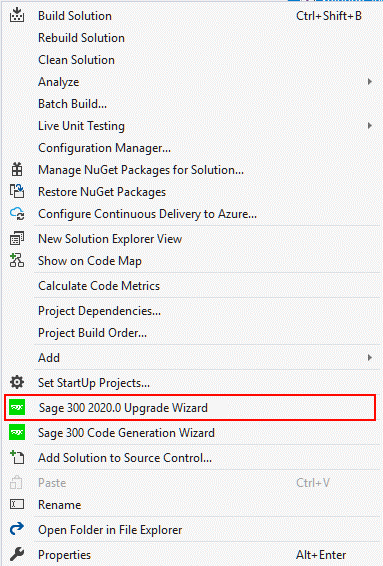 Build Solution Ctrl+Shift+B
Rebuild Solution
Clean Solution
Analyze
Batch Build...
Live Unit Testing
Configuration Manager...
Manage NuGet Packages for Solution...
Restore NuGet Packages
Configure Continuous Delivery to Azure...
New Solution Explorer View
Show on Code Map
Calculate Code Metrics
Project Dependencies...
Project Build Order...
Add
Set StartUp Projects...
Sage 300 2020.0 Upgrade Wizard
Sage 300 Code Generation Wizard
Add Solution to Source Control...
Paste Ctrl+V
Rename
Open Folder in File Explorer
Properties Alt+Enter